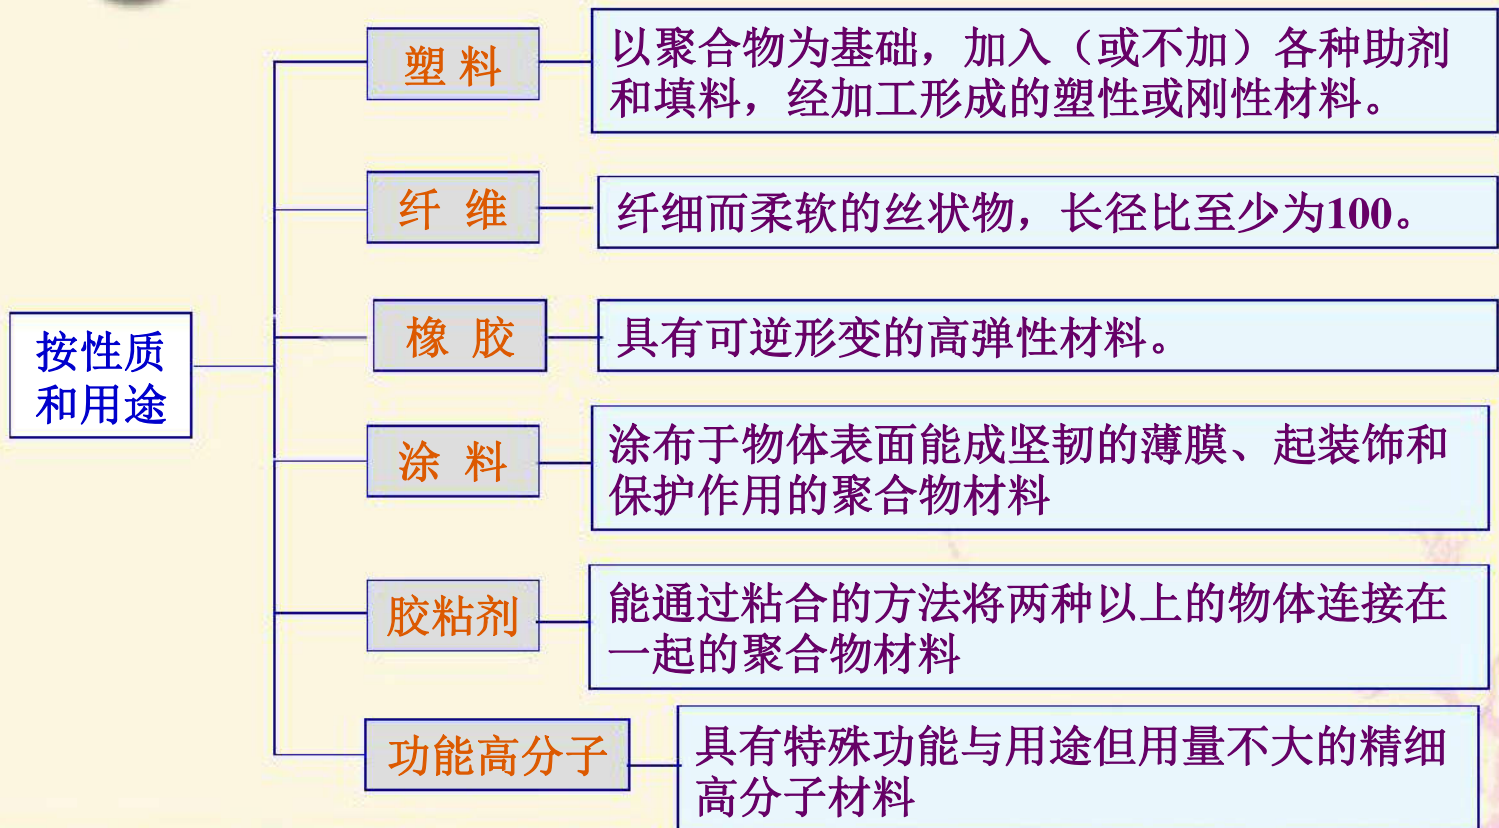 塑 料
以聚合物为基础，加入（或不加）各种助剂
和填料，经加工形成的塑性或刚性材料。
纤 维
纤细而柔软的丝状物，长径比至少为100。
按性质
和用途
橡 胶
具有可逆形变的高弹性材料。
涂 料
涂布于物体表面能成坚韧的薄膜、起装饰和
保护作用的聚合物材料
胶粘剂
能通过粘合的方法将两种以上的物体连接在
一起的聚合物材料
功能高分子
具有特殊功能与用途但用量不大的精细
高分子材料